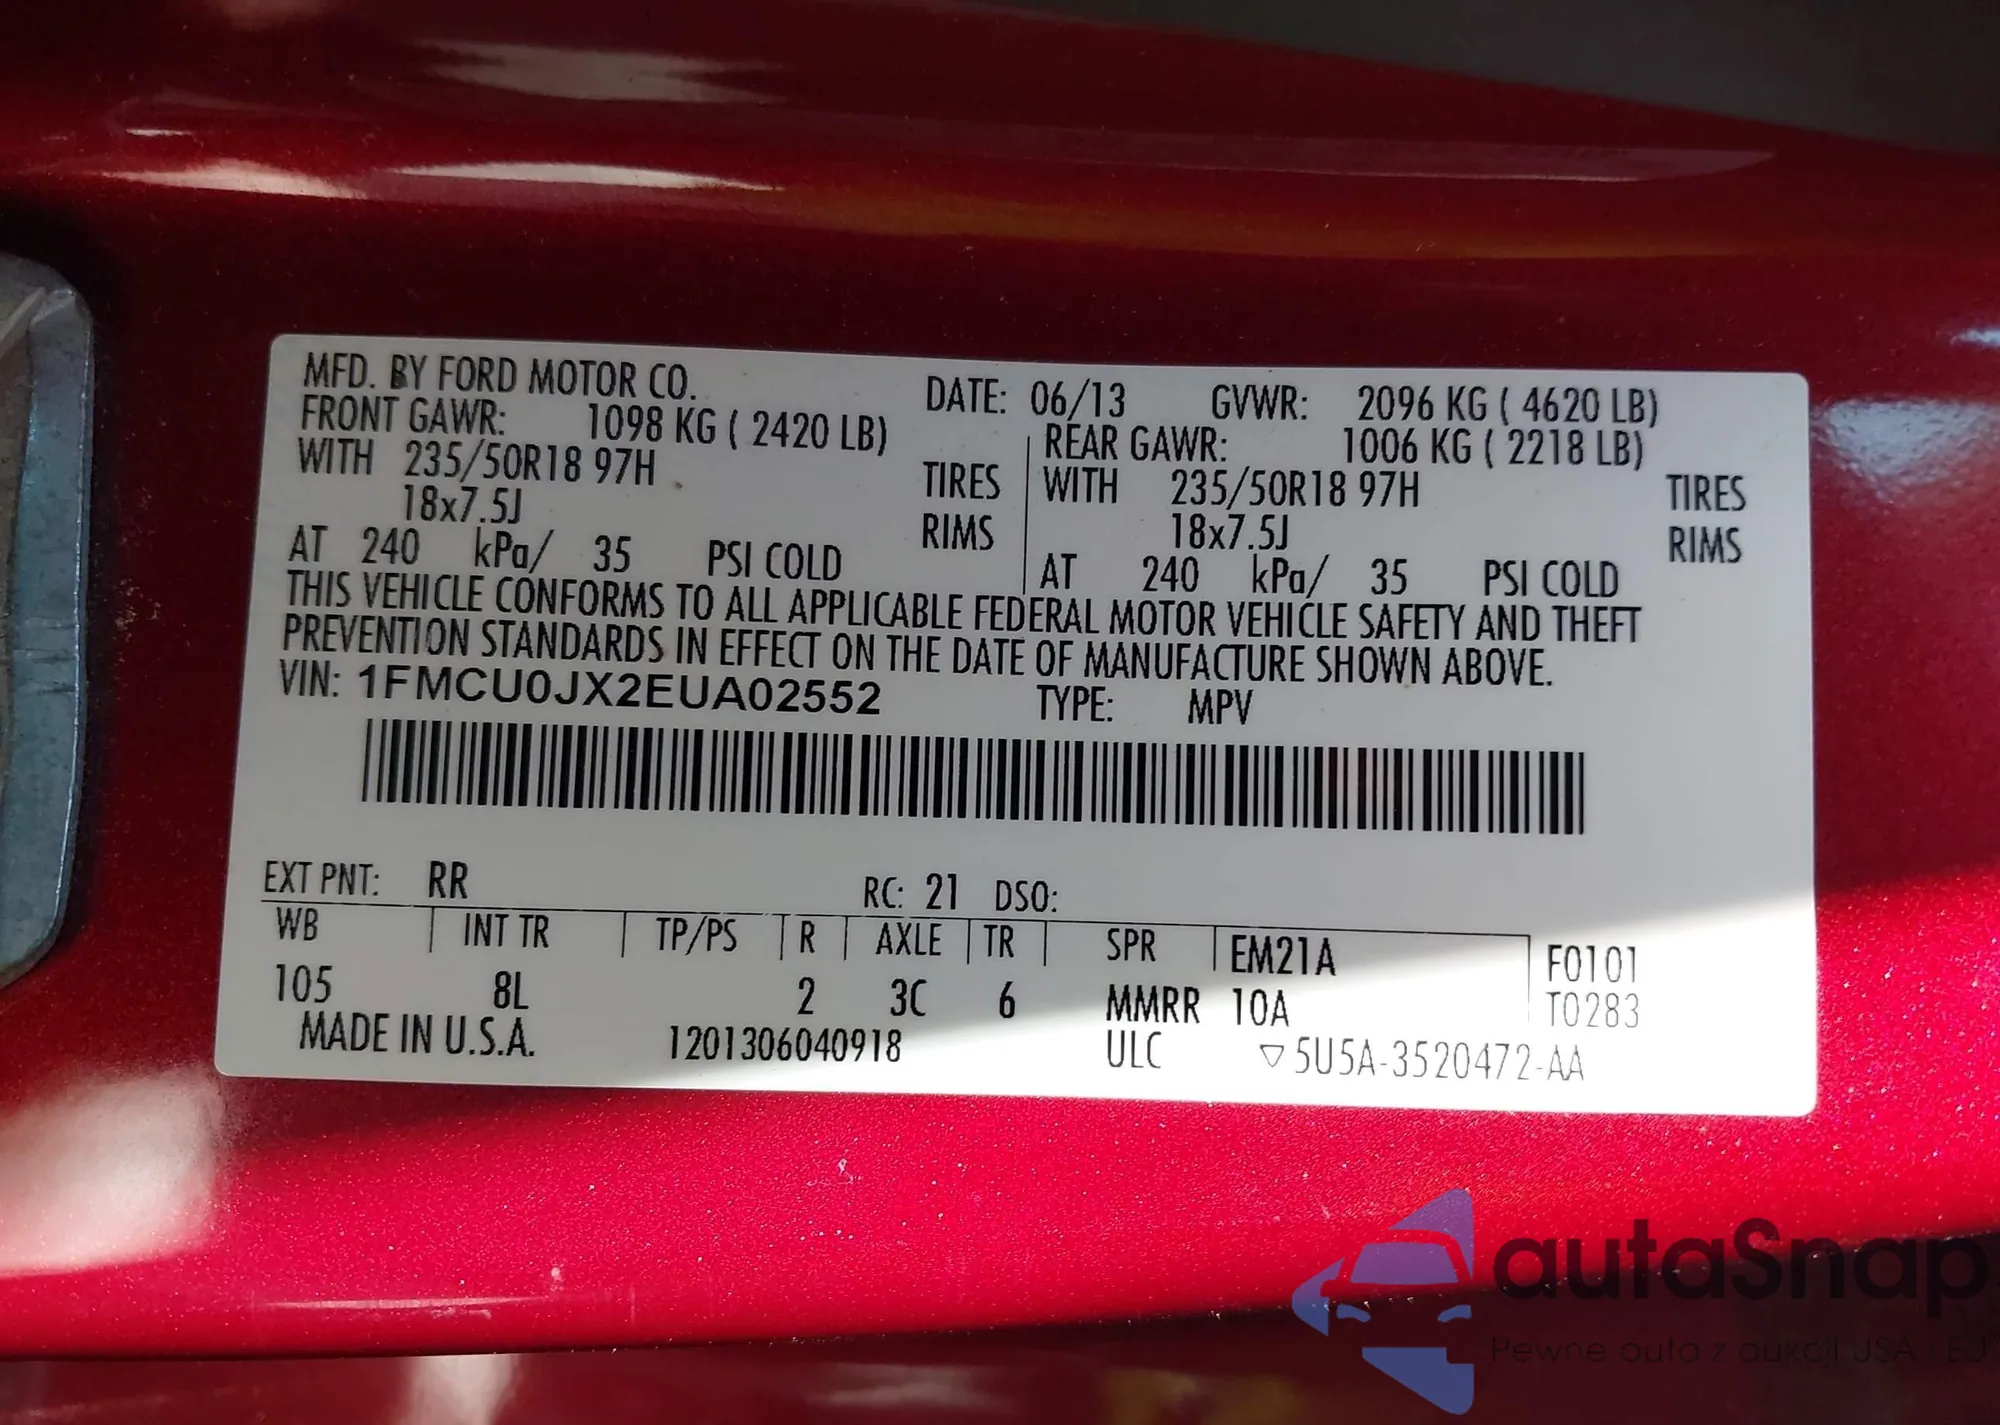 MFD. BY FORD MOTOR CO. DATE: 06/13 GVWR: 2096 KG ( 4620 LB)
FRONT GAWR: 1098 KG ( 2420 LB) REAR GAWR: 1006 KG ( 2218 LB)
WITH 235/50R18 97H TIRES WITH 235/50R18 97H TIRES
18x7.5J RIMS 18x7.5J RIMS
AT 240 kPa/ 35 PSI COLD AT 240 kPa/ 35 PSI COLD
THIS VEHICLE CONFORMS TO ALL APPLICABLE FEDERAL MOTOR VEHICLE SAFETY AND THEFT
PREVENTION STANDARDS IN EFFECT ON THE DATE OF MANUFACTURE SHOWN ABOVE.
VIN: 1FMCU0JX2EUA02552 TYPE: MPV
EXT PNT: RR RC: 21 DSO:
WB INT TR TP/PS R AXLE TR SPR EM21A F0101
105 8L 2 3C 6 MMRR 10A T0283
MADE IN U.S.A. 1201306040918 ULC ▽5U5A-3520472-AA
autaSnap
Pewne auta z aukcji USA i EU